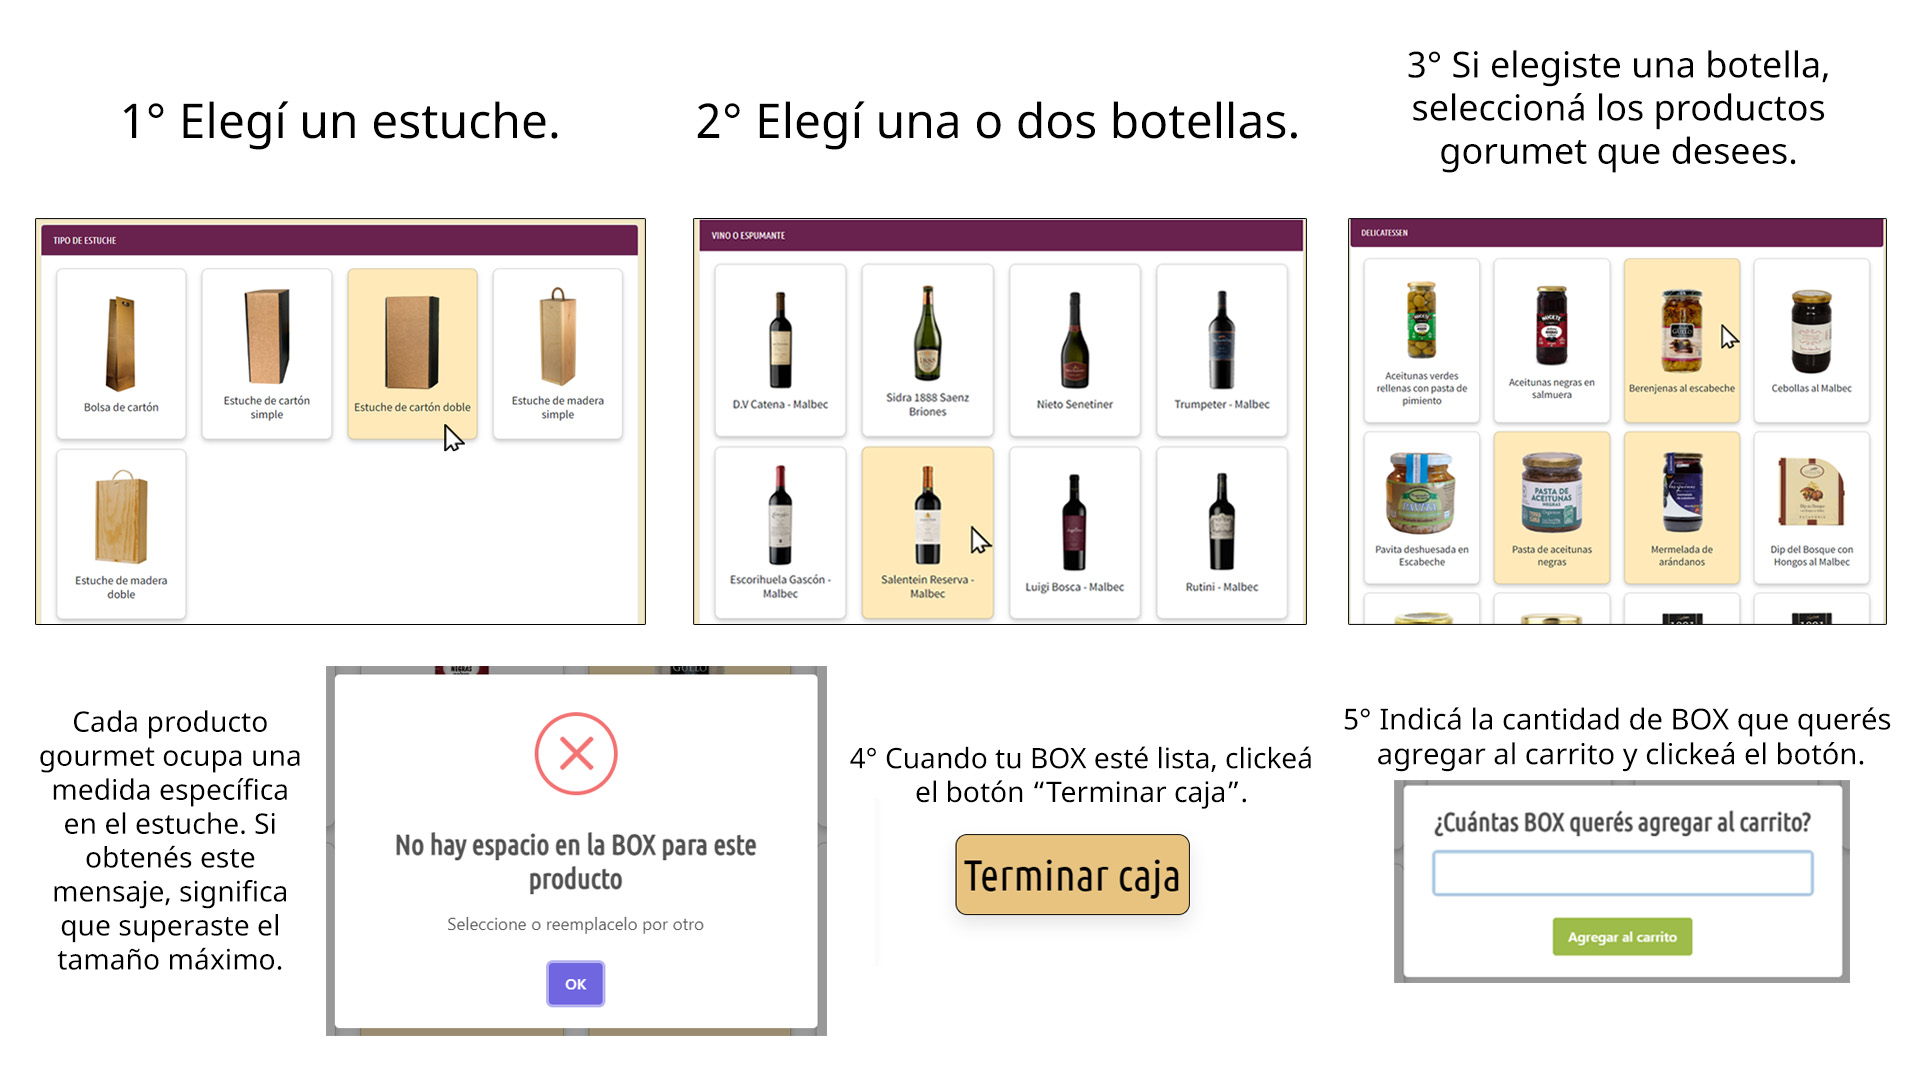 1° Elegí un estuche.
2° Elegí una o dos botellas.
3° Si elegiste una botella,
seleccioná los productos
gorumet que desees.
TIPO DE ESTUCHE
Bolsa de cartón
Estuche de cartón
simple
Estuche de cartón doble
Estuche de madera
simple
Estuche de madera
doble
VINO O ESPUMANTE
D.V Catena - Malbec
Sidra 1888 Saenz
Briones
Nieto Senetiner
Trumpeter - Malbec
Escorihuela Gascón -
Malbec
Salentein Reserva -
Malbec
Luigi Bosca - Malbec
Rutini - Malbec
DELICATESSEN
NUCETE
Aceitunas verdes
rellenas con pasta de
pimiento
NUCETE
Aceitunas negras en
salmuera
Berenjenas al escabeche
Cebollas al Malbec
Pavita deshuesada en
Escabeche
PASTA DE
ACEITUNAS
NEGRAS
Pasta de aceitunas
negras
Mermelada de
arándanos
Dip del Bosque con
Hongos al Malbec
Cada producto
gourmet ocupa una
medida específica
en el estuche. Si
obtenés este
mensaje, significa
que superaste el
tamaño máximo.
NEGRAS
No hay espacio en la BOX para este
producto
Seleccione o reemplacelo por otro
OK
4° Cuando tu BOX esté lista, clickeá
el botón “Terminar caja”.
Terminar caja
5° Indicá la cantidad de BOX que querés
agregar al carrito y clickeá el botón.
¿Cuántas BOX querés agregar al carrito?
Agregar al carrito